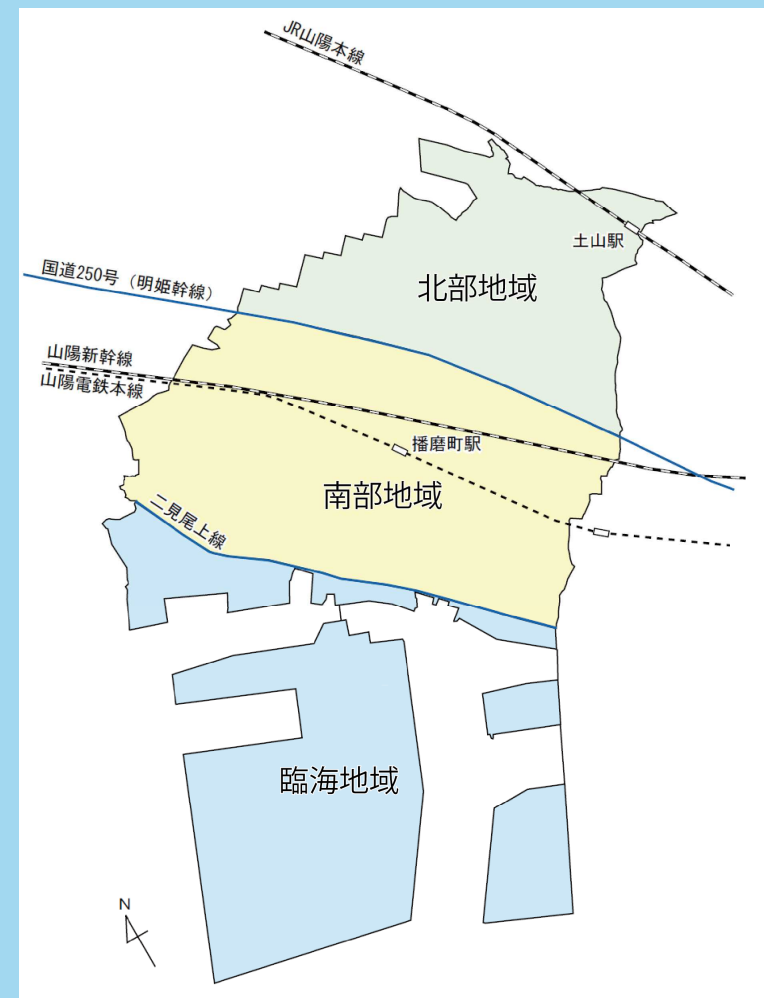 JR山陽本線
土山駅
国道250号(明姫幹線)
北部地域
山陽新幹線
山陽電鉄本線
播磨町駅
南部地域
二見尾上線
臨海地域
N